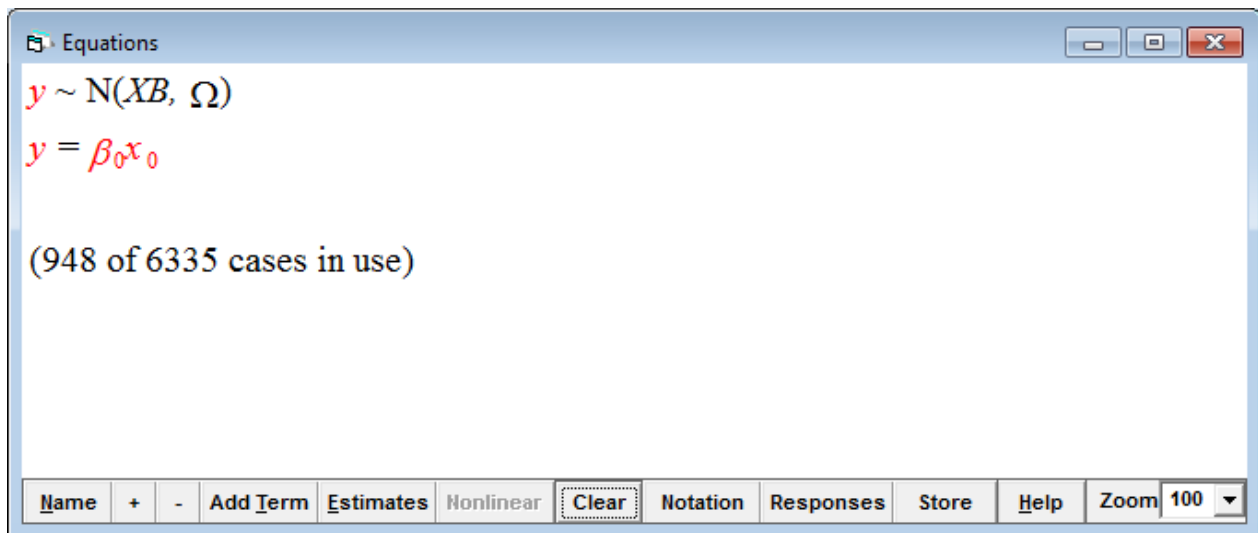 Equations
y ~ N(XB, Ω)
y = β₀x₀
(948 of 6335 cases in use)
Name + - Add Term Estimates Nonlinear Clear Notation Responses Store Help Zoom 100